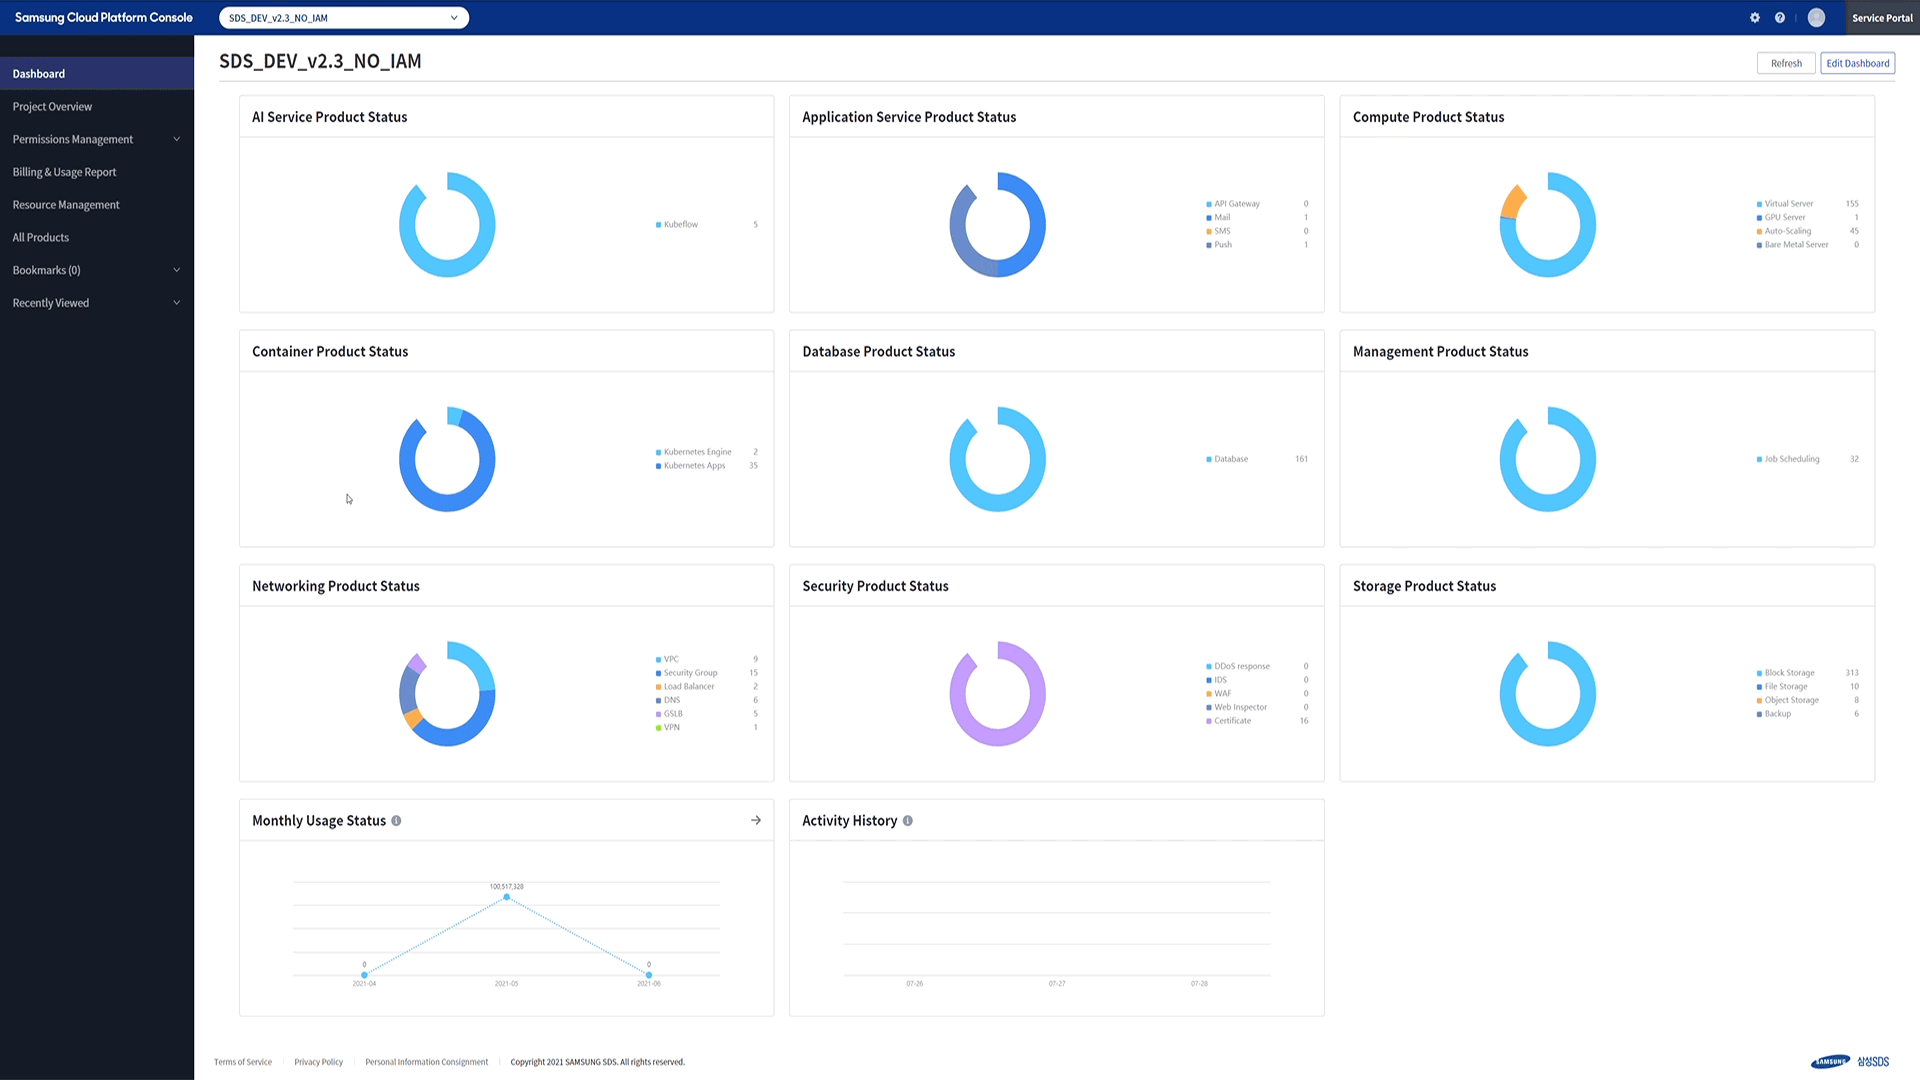 Samsung Cloud Platform Console
SDS_DEV_v2.3_NO_IAM
Service Portal
Dashboard
Project Overview
Permissions Management
Billing & Usage Report
Resource Management
All Products
Bookmarks (0)
Recently Viewed
SDS_DEV_v2.3_NO_IAM
Refresh
Edit Dashboard
AI Service Product Status
Kubeflow 5
Application Service Product Status
API Gateway 0
Mail 1
SMS 0
Push 1
Compute Product Status
Virtual Server 155
GPU Server 1
Auto-Scaling 45
Bare Metal Server 0
Container Product Status
Kubernetes Engine 2
Kubernetes Apps 35
Database Product Status
Database 161
Management Product Status
Job Scheduling 32
Networking Product Status
VPC 9
Security Group 15
Load Balancer 2
DNS 6
GSLB 5
VPN 1
Security Product Status
DDoS response 0
IDS 0
WAF 0
Web Inspector 0
Certificate 16
Storage Product Status
Block Storage 313
File Storage 10
Object Storage 8
Backup 6
Monthly Usage Status
100,517,328
0 0
2021-04 2021-05 2021-06
Activity History
07-26 07-27 07-28
Terms of Service
Privacy Policy
Personal Information Consignment
Copyright 2021 SAMSUNG SDS. All rights reserved.
SAMSUNG 삼성SDS